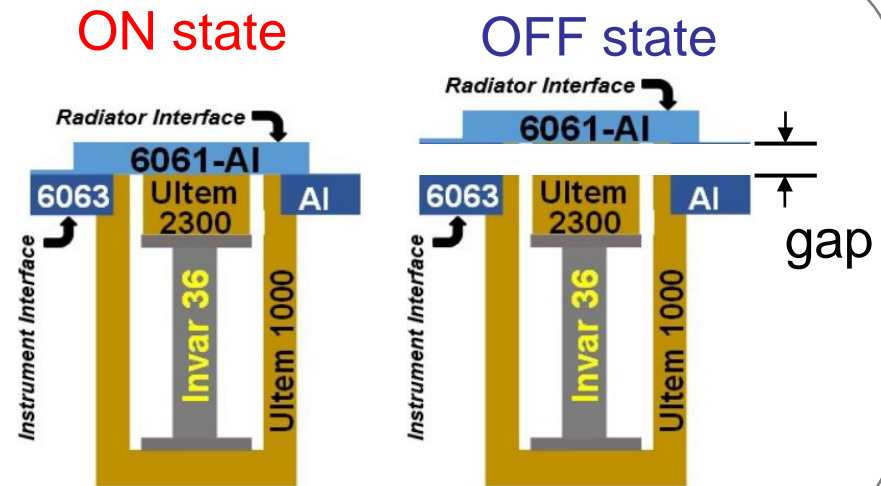 ON state
Radiator Interface
6061-Al
6063
Ultem
2300
Al
Instrument Interface
Invar 36
Ultem 1000
OFF state
Radiator Interface
6061-Al
6063
Ultem
2300
Al
gap
Instrument Interface
Invar 36
Ultem 1000